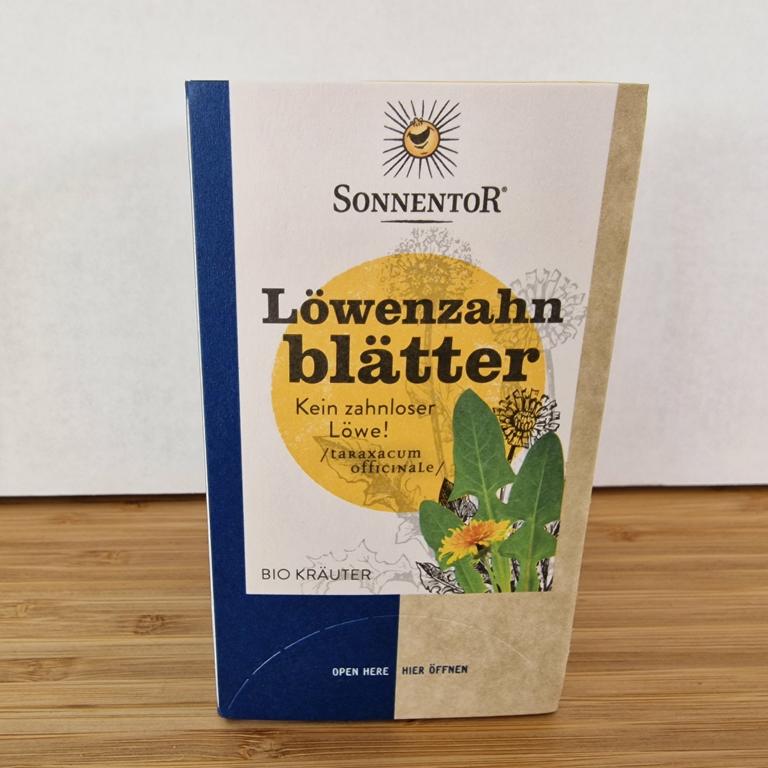 SONNENTOR®
Löwenzahn
blätter
Kein zahnloser
Löwe!
/taraxacum
officinale/
BIO KRÄUTER
OPEN HERE HIER ÖFFNEN